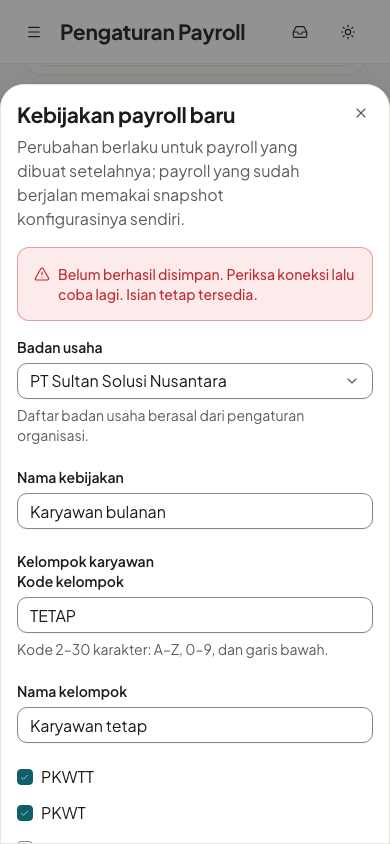 Pengaturan Payroll
Kebijakan payroll baru
Perubahan berlaku untuk payroll yang
dibuat setelahnya; payroll yang sudah
berjalan memakai snapshot
konfigurasinya sendiri.
Belum berhasil disimpan. Periksa koneksi lalu
coba lagi. Isian tetap tersedia.
Badan usaha
PT Sultan Solusi Nusantara
Daftar badan usaha berasal dari pengaturan
organisasi.
Nama kebijakan
Karyawan bulanan
Kelompok karyawan
Kode kelompok
TETAP
Kode 2–30 karakter: A–Z, 0–9, dan garis bawah.
Nama kelompok
Karyawan tetap
PKWTT
PKWT